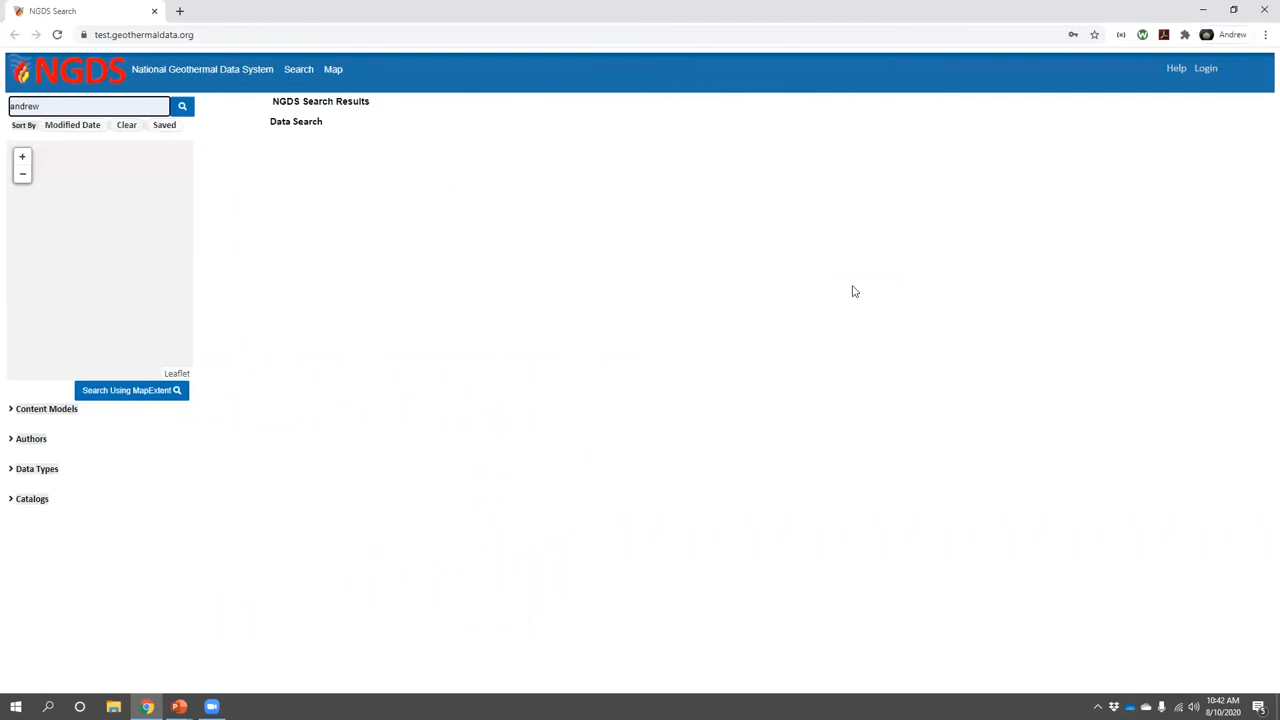 NGDS Search
test.geothermaldata.org
Andrew
NGDS National Geothermal Data System Search Map Help Login
andrew
NGDS Search Results
Sort By Modified Date Clear Saved
Data Search
+
−
Leaflet
Search Using MapExtent
Content Models
Authors
Data Types
Catalogs
10:42 AM
8/10/2020
5